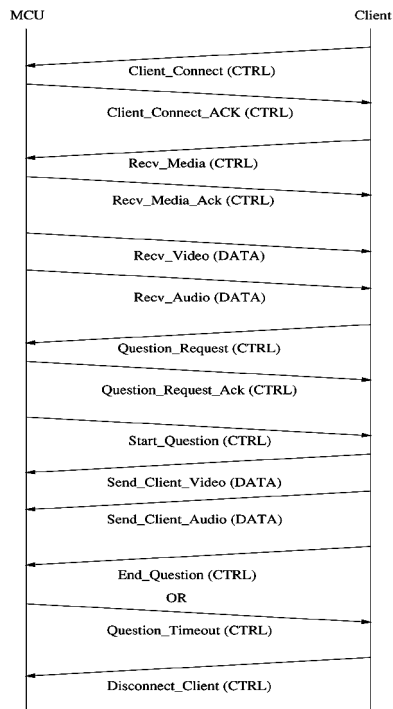 MCU Client
Client_Connect (CTRL)
Client_Connect_ACK (CTRL)
Recv_Media (CTRL)
Recv_Media_Ack (CTRL)
Recv_Video (DATA)
Recv_Audio (DATA)
Question_Request (CTRL)
Question_Request_Ack (CTRL)
Start_Question (CTRL)
Send_Client_Video (DATA)
Send_Client_Audio (DATA)
End_Question (CTRL)
OR
Question_Timeout (CTRL)
Disconnect_Client (CTRL)